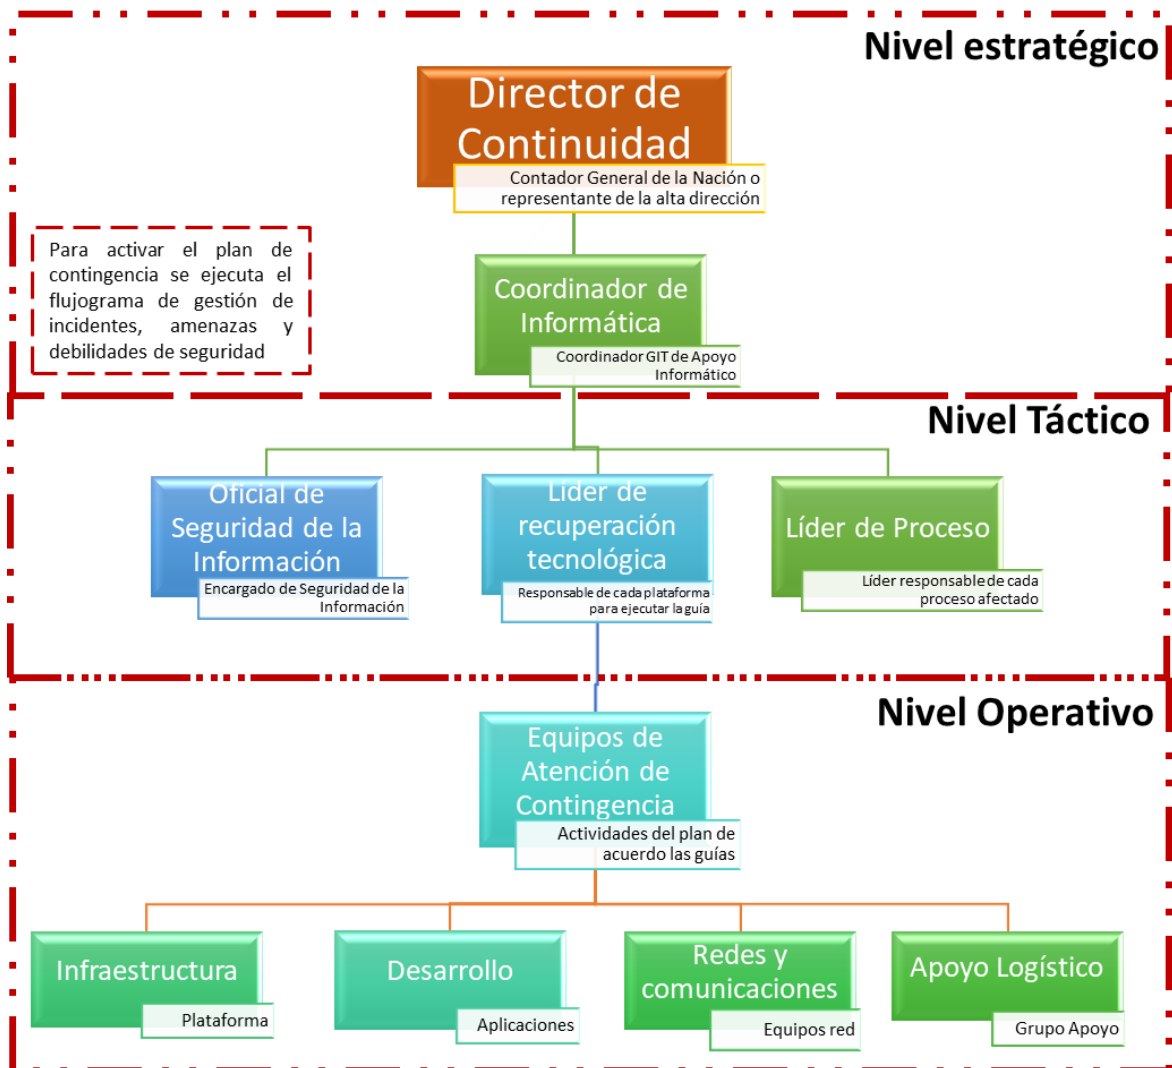 Nivel estratégico
Director de
Continuidad
Contador General de la Nación o
representante de la alta dirección
Para activar el plan de
contingencia se ejecuta el
flujograma de gestión de
incidentes, amenazas y
debilidades de seguridad
Coordinador de
Informática
Coordinador GIT de Apoyo
Informático
Nivel Táctico
Oficial de
Seguridad de la
Información
Encargado de Seguridad de la
Información
Líder de
recuperación
tecnológica
Responsable de cada plataforma
para ejecutar la guía
Líder de Proceso
Líder responsable de cada
proceso afectado
Nivel Operativo
Equipos de
Atención de
Contingencia
Actividades del plan de
acuerdo las guías
Infraestructura
Plataforma
Desarrollo
Aplicaciones
Redes y
comunicaciones
Equipos red
Apoyo Logístico
Grupo Apoyo